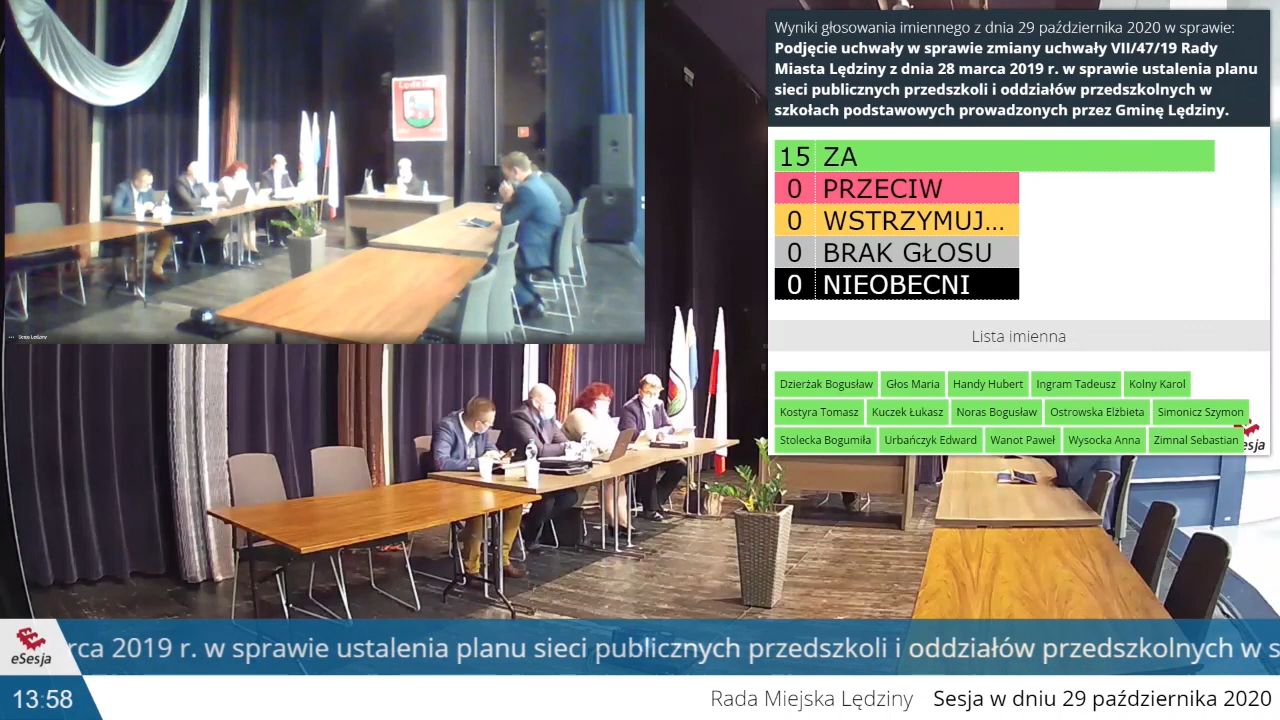 Wyniki głosowania imiennego z dnia 29 października 2020 w sprawie:
Podjęcie uchwały w sprawie zmiany uchwały VII/47/19 Rady
Miasta Lędziny z dnia 28 marca 2019 r. w sprawie ustalenia planu
sieci publicznych przedszkoli i oddziałów przedszkolnych w
szkołach podstawowych prowadzonych przez Gminę Lędziny.
15 ZA
0 PRZECIW
0 WSTRZYMUJ...
0 BRAK GŁOSU
0 NIEOBECNI
Lista imienna
Dzierżak Bogusław Głos Maria Handy Hubert Ingram Tadeusz Kolny Karol
Kostyra Tomasz Kuczek Łukasz Noras Bogusław Ostrowska Elżbieta Simonicz Szymon
Stolecka Bogumiła Urbańczyk Edward Wanot Paweł Wysocka Anna Zimnal Sebastian
esja
Sesja Lędziny
eSesja
rca 2019 r. w sprawie ustalenia planu sieci publicznych przedszkoli i oddziałów przedszkolnych w s
13:58
Rada Miejska Lędziny Sesja w dniu 29 października 2020